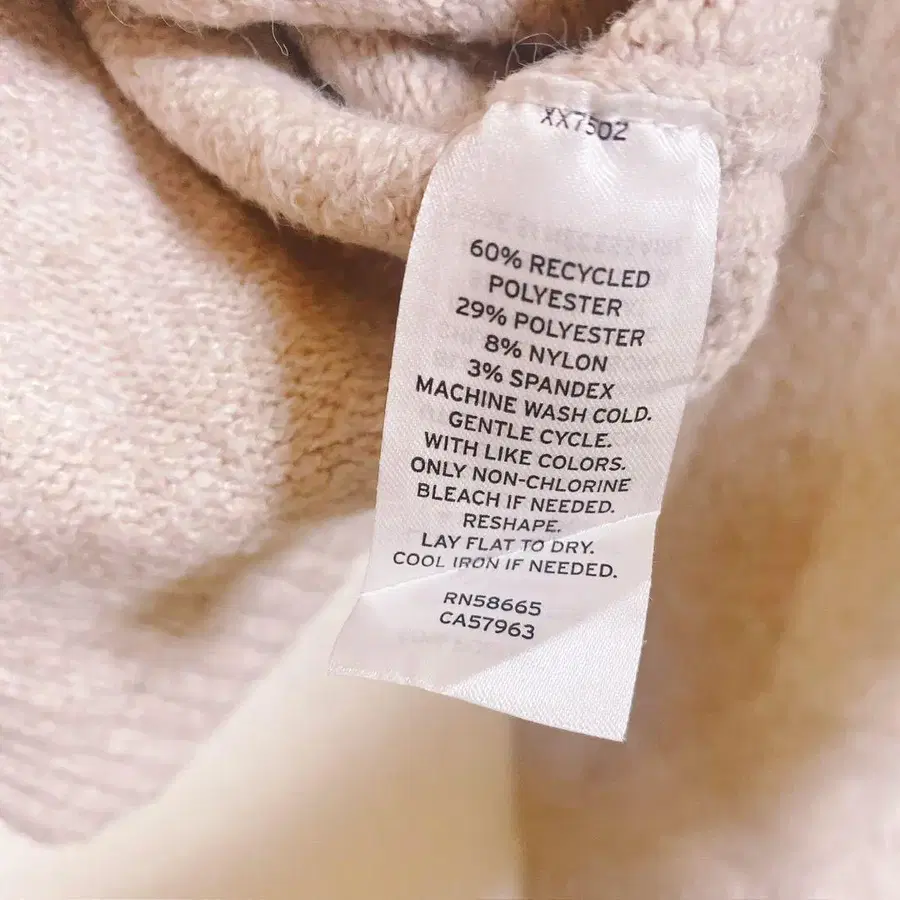 XX7502
60% RECYCLED
POLYESTER
29% POLYESTER
8% NYLON
3% SPANDEX
MACHINE WASH COLD.
GENTLE CYCLE.
WITH LIKE COLORS.
ONLY NON-CHLORINE
BLEACH IF NEEDED.
RESHAPE.
LAY FLAT TO DRY.
COOL IRON IF NEEDED.
RN58665
CA57963